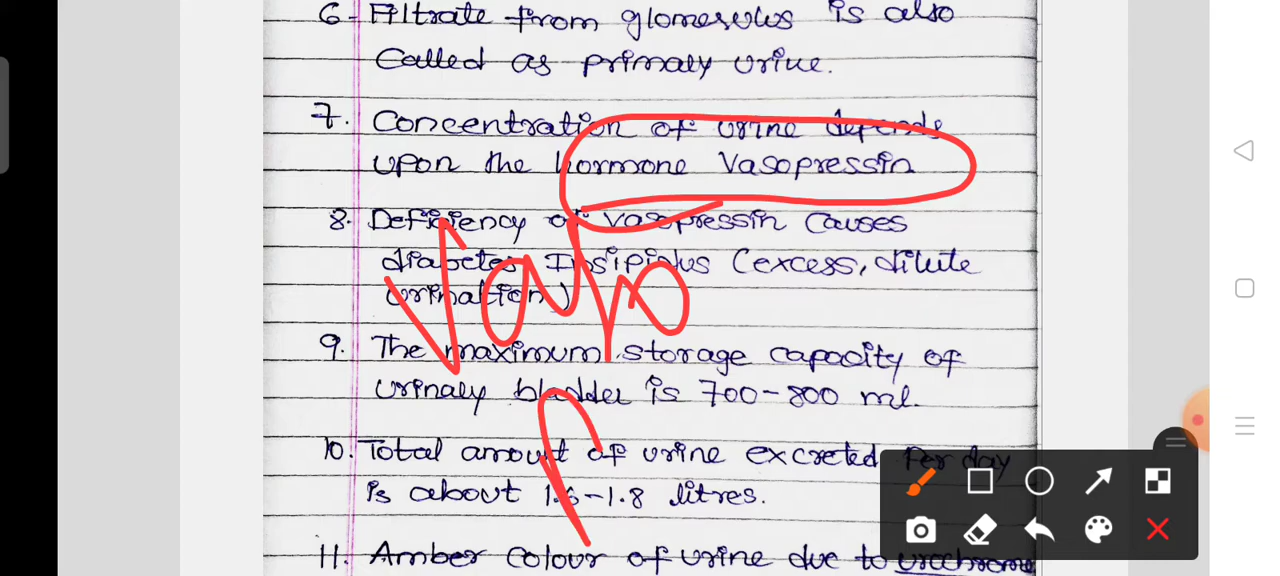 6- Filtrate from glomerulus is also
Called as primary urine.
7. Concentration of urine depends
upon the hormone Vasopressin
8. Deficiency of vasopressin causes
diabetes Insipidus (excess, dilute
urination)
Vaso
9. The maximum storage capacity of
urinary bladder is 700-800 ml.
10. Total amount of urine excreted Per day
is about 1.6-1.8 litres.
11. Amber colour of urine due to urochrome